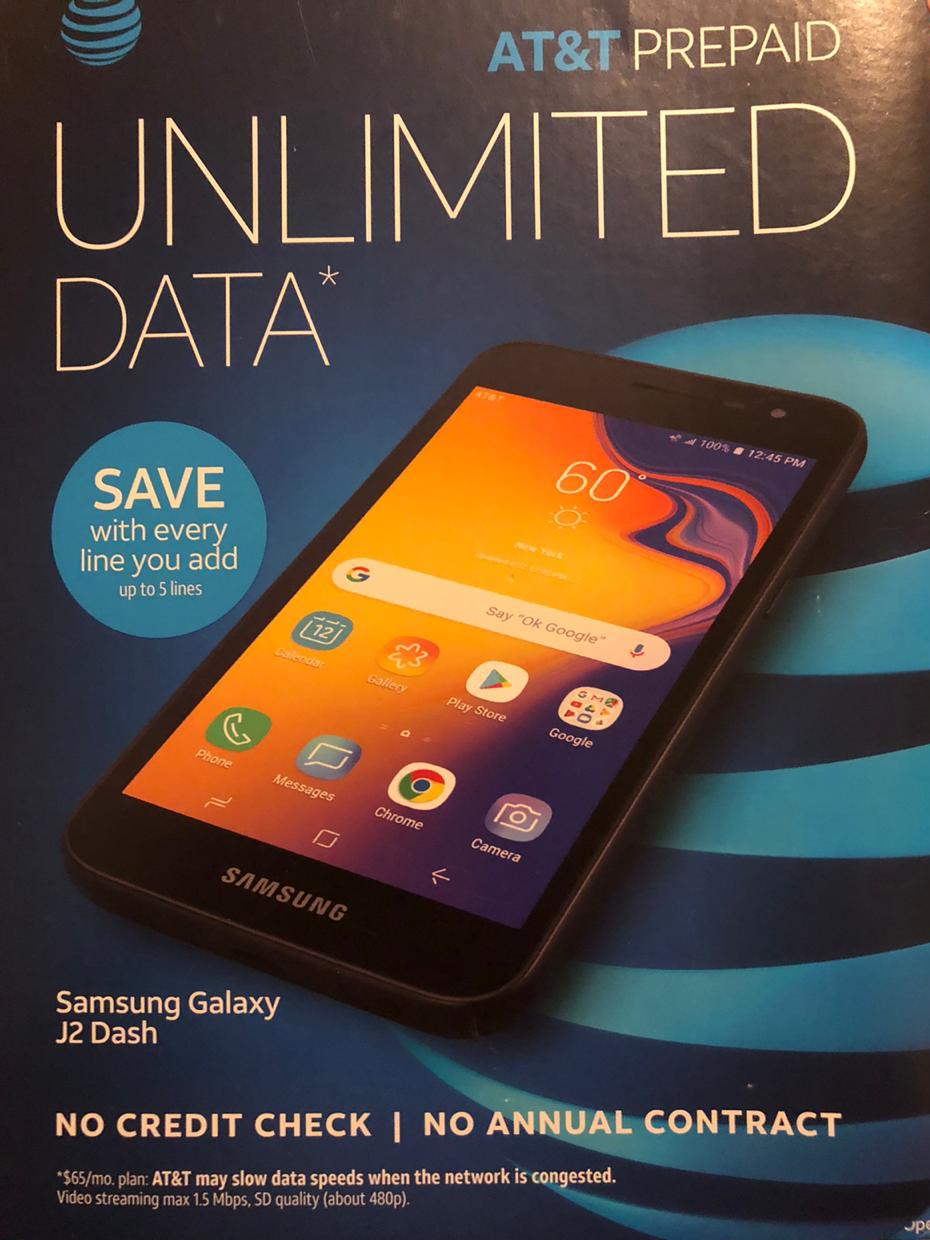 AT&T PREPAID
UNLIMITED
DATA*
SAVE
with every
line you add
up to 5 lines
AT&T
100% 12:45 PM
60°
New York
Say "Ok Google"
Calendar
Gallery
Play Store
Google
Phone
Messages
Chrome
Camera
12
SAMSUNG
Samsung Galaxy
J2 Dash
NO CREDIT CHECK | NO ANNUAL CONTRACT
*$65/mo. plan: AT&T may slow data speeds when the network is congested.
Video streaming max 1.5 Mbps, SD quality (about 480p).